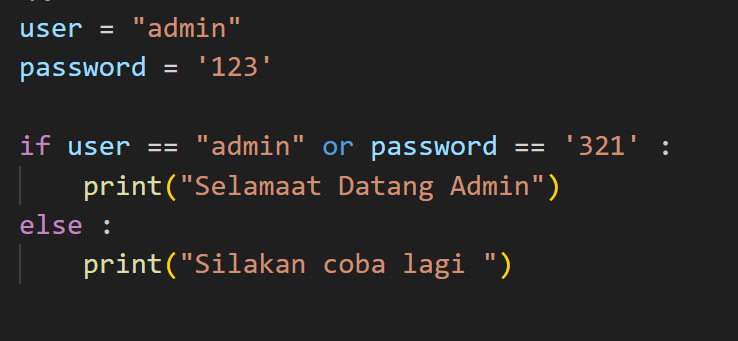 user = "admin"
password = '123'
if user == "admin" or password == '321' :
print("Selamaat Datang Admin")
else :
print("Silakan coba lagi ")